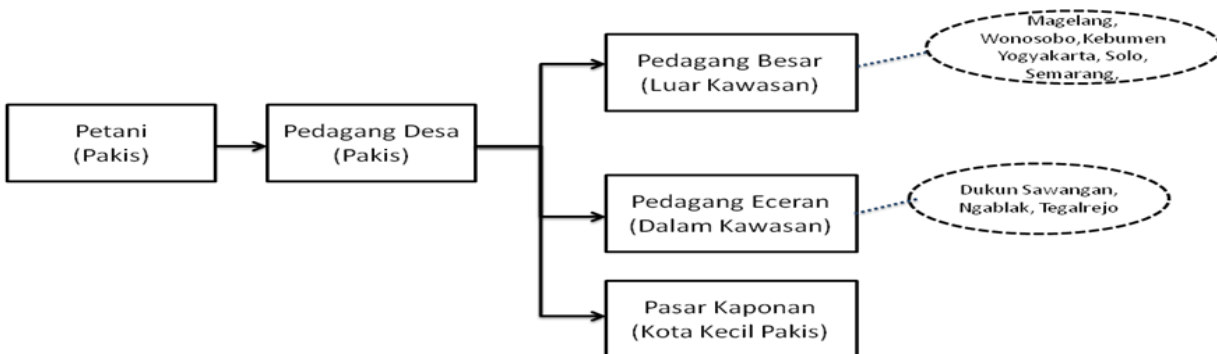 Petani
(Pakis)
Pedagang Desa
(Pakis)
Pedagang Besar
(Luar Kawasan)
Magelang,
Wonosobo,Kebumen
Yogyakarta, Solo,
Semarang,
Pedagang Eceran
(Dalam Kawasan)
Dukun Sawangan,
Ngablak, Tegalrejo
Pasar Kaponan
(Kota Kecil Pakis)